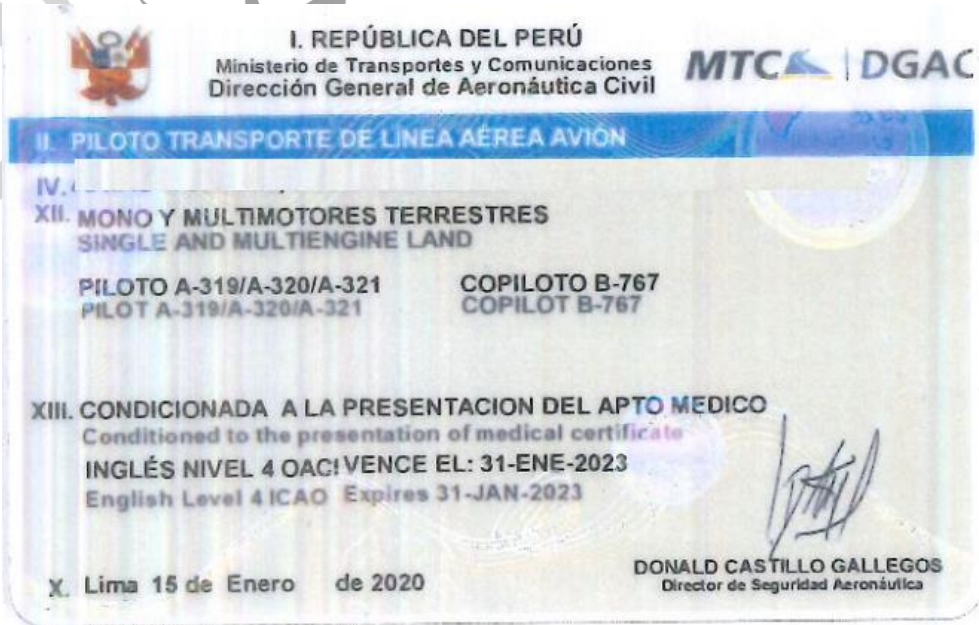 I. REPÚBLICA DEL PERÚ
Ministerio de Transportes y Comunicaciones
Dirección General de Aeronáutica Civil
MTC | DGAC
II. PILOTO TRANSPORTE DE LÍNEA AÉREA AVIÓN
IV.
XII. MONO Y MULTIMOTORES TERRESTRES
SINGLE AND MULTIENGINE LAND
PILOTO A-319/A-320/A-321 COPILOTO B-767
PILOT A-319/A-320/A-321 COPILOT B-767
XIII. CONDICIONADA A LA PRESENTACION DEL APTO MEDICO
Conditioned to the presentation of medical certificate
INGLÉS NIVEL 4 OACI VENCE EL: 31-ENE-2023
English Level 4 ICAO Expires 31-JAN-2023
X. Lima 15 de Enero de 2020
DONALD CASTILLO GALLEGOS
Director de Seguridad Aeronáutica